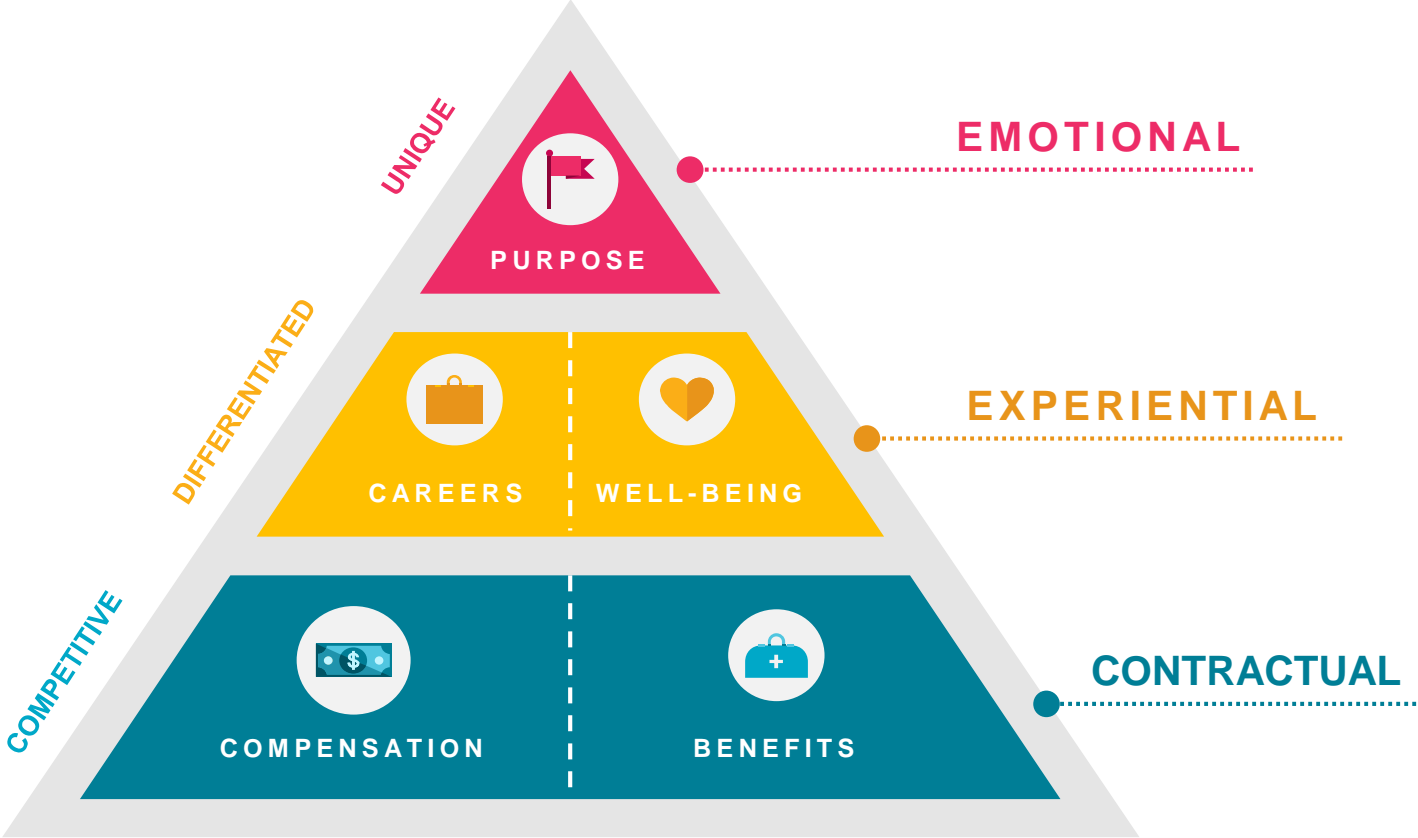 UNIQUE
EMOTIONAL
PURPOSE
DIFFERENTIATED
EXPERIENTIAL
CAREERS
WELL-BEING
COMPETITIVE
CONTRACTUAL
$
COMPENSATION
BENEFITS